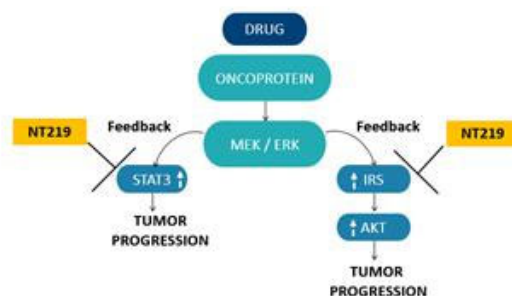 DRUG
ONCOPROTEIN
NT219
Feedback
Feedback
NT219
MEK / ERK
STAT3
IRS
TUMOR
PROGRESSION
AKT
TUMOR
PROGRESSION